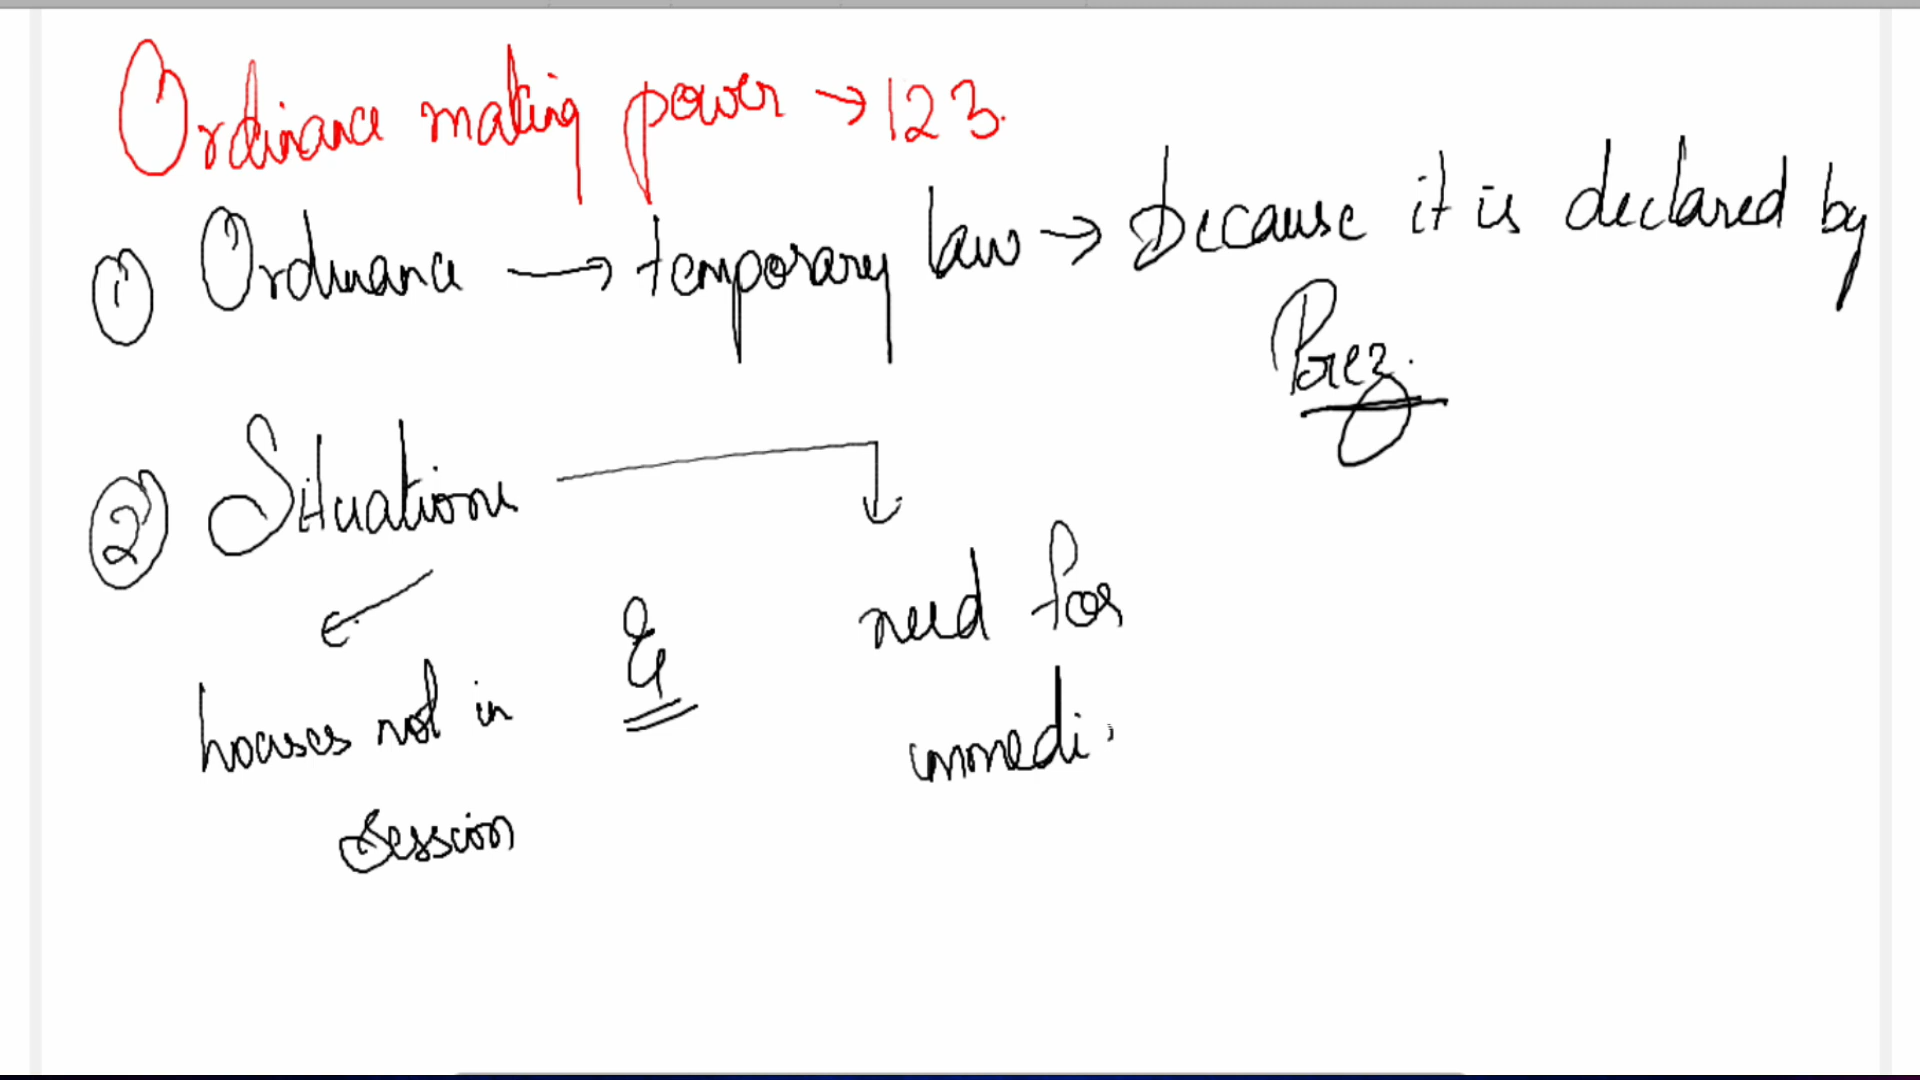 Ordinance making power → 123.
① Ordinance → temporary law → because it is declared by
Prez.
② Situations
houses not in & need for
session immedi